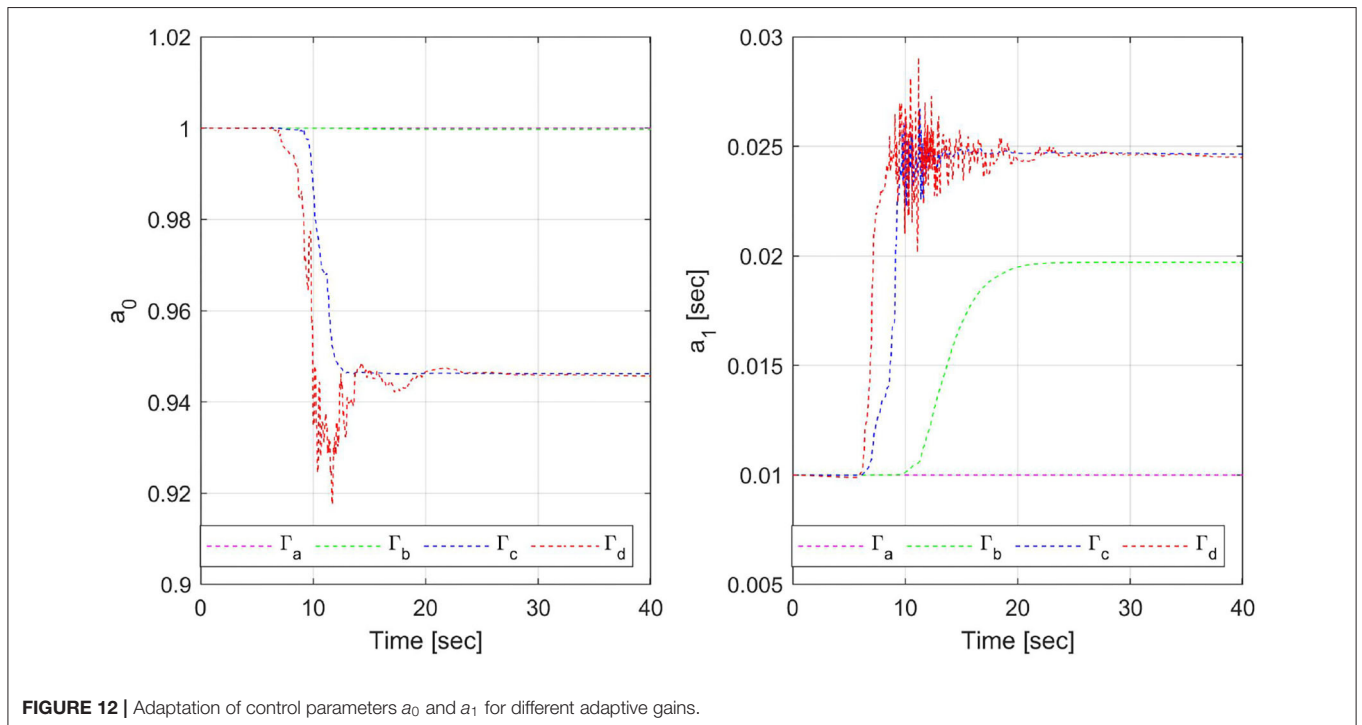 1.02
1
0.98
0.96
0.94
0.92
0.9
a0
0 10 20 30 40
Time [sec]
Γa Γb Γc Γd
0.03
0.025
0.02
0.015
0.01
0.005
a1 [sec]
0 10 20 30 40
Time [sec]
Γa Γb Γc Γd
FIGURE 12 | Adaptation of control parameters a0 and a1 for different adaptive gains.